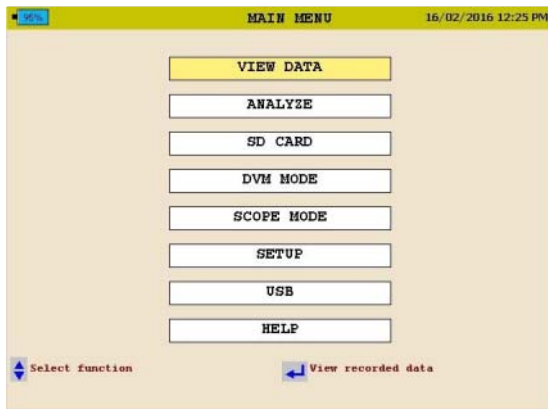 95% MAIN MENU 16/02/2016 12:25 PM
VIEW DATA
ANALYZE
SD CARD
DVM MODE
SCOPE MODE
SETUP
USB
HELP
Select function View recorded data